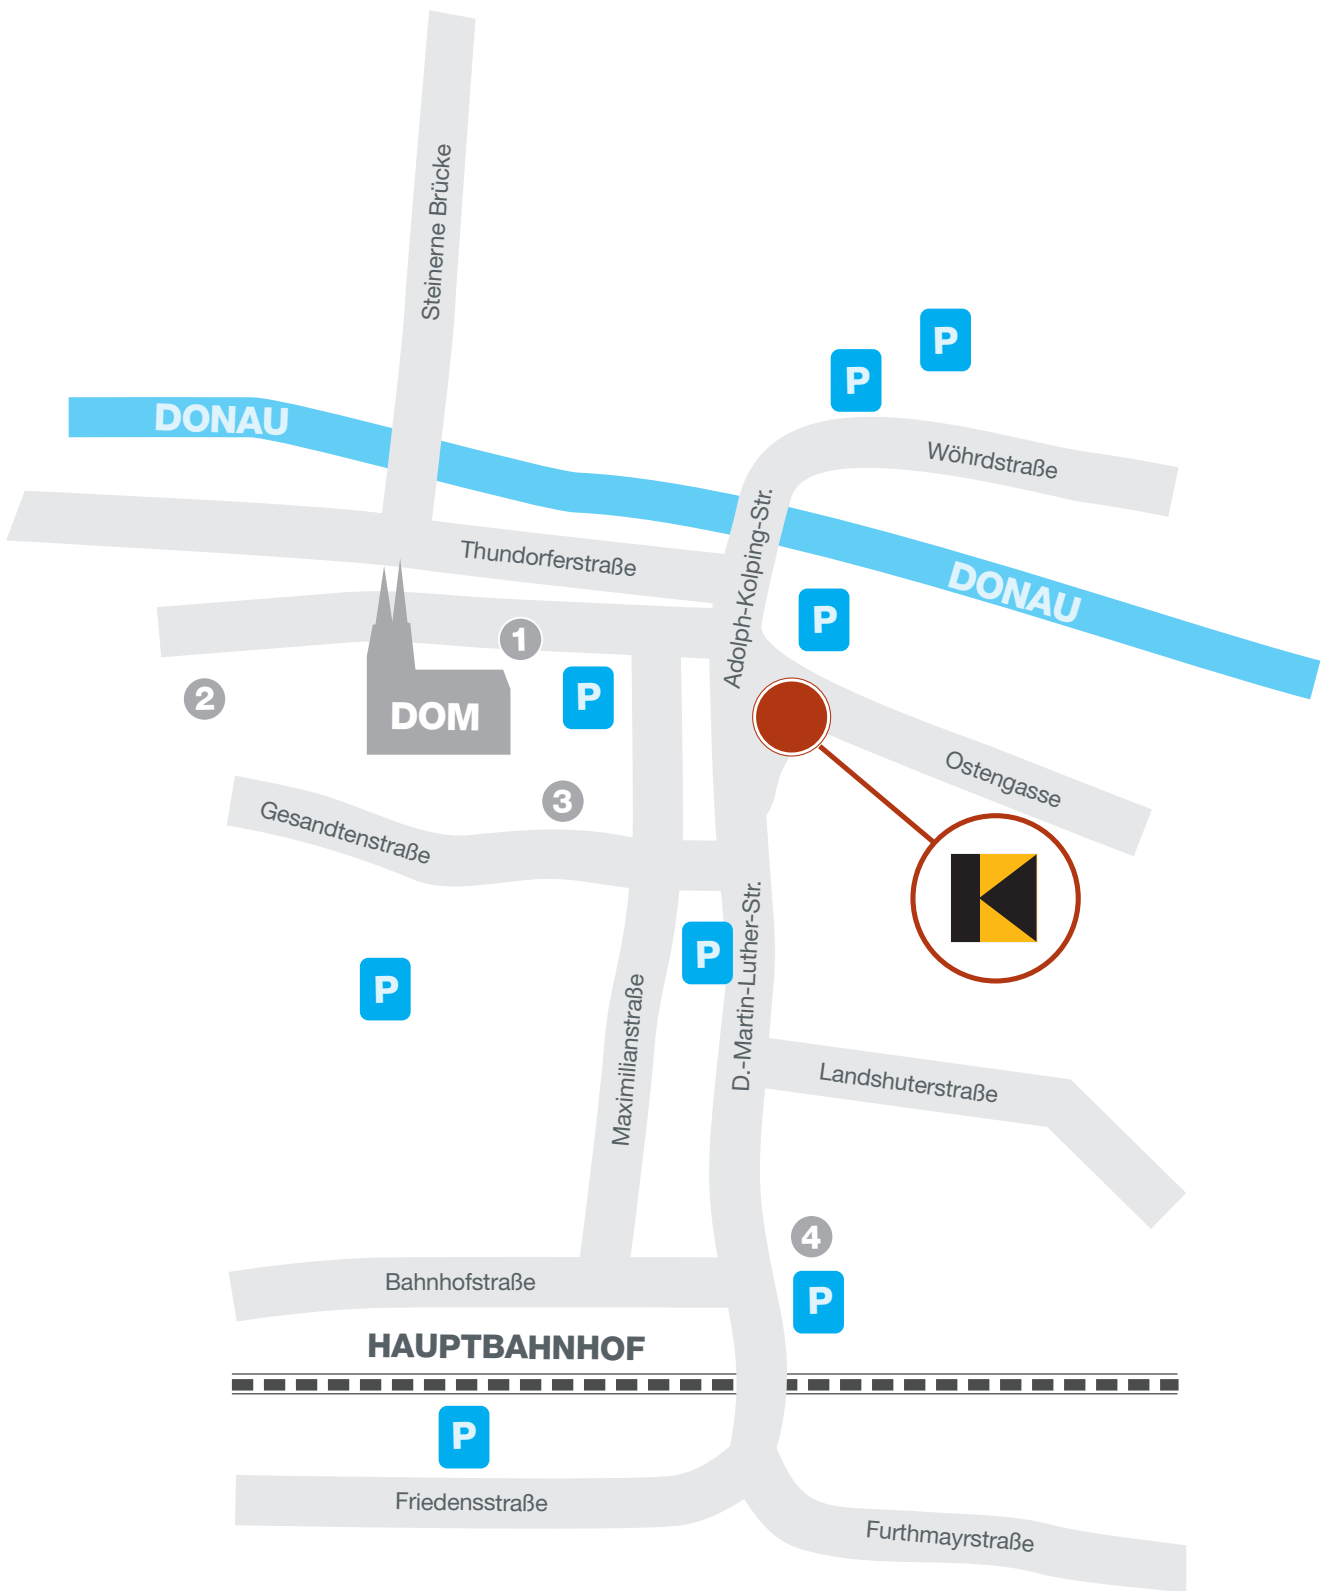 Steinerne Brücke
P
P
DONAU
Wöhrdstraße
Adolph-Kolping-Str.
Thundorferstraße
DONAU
P
1
2
P
DOM
Ostengasse
3
Gesandtenstraße
P
D.-Martin-Luther-Str.
P
Maximilianstraße
Landshuterstraße
4
Bahnhofstraße
P
HAUPTBAHNHOF
P
Friedensstraße
Furthmayrstraße